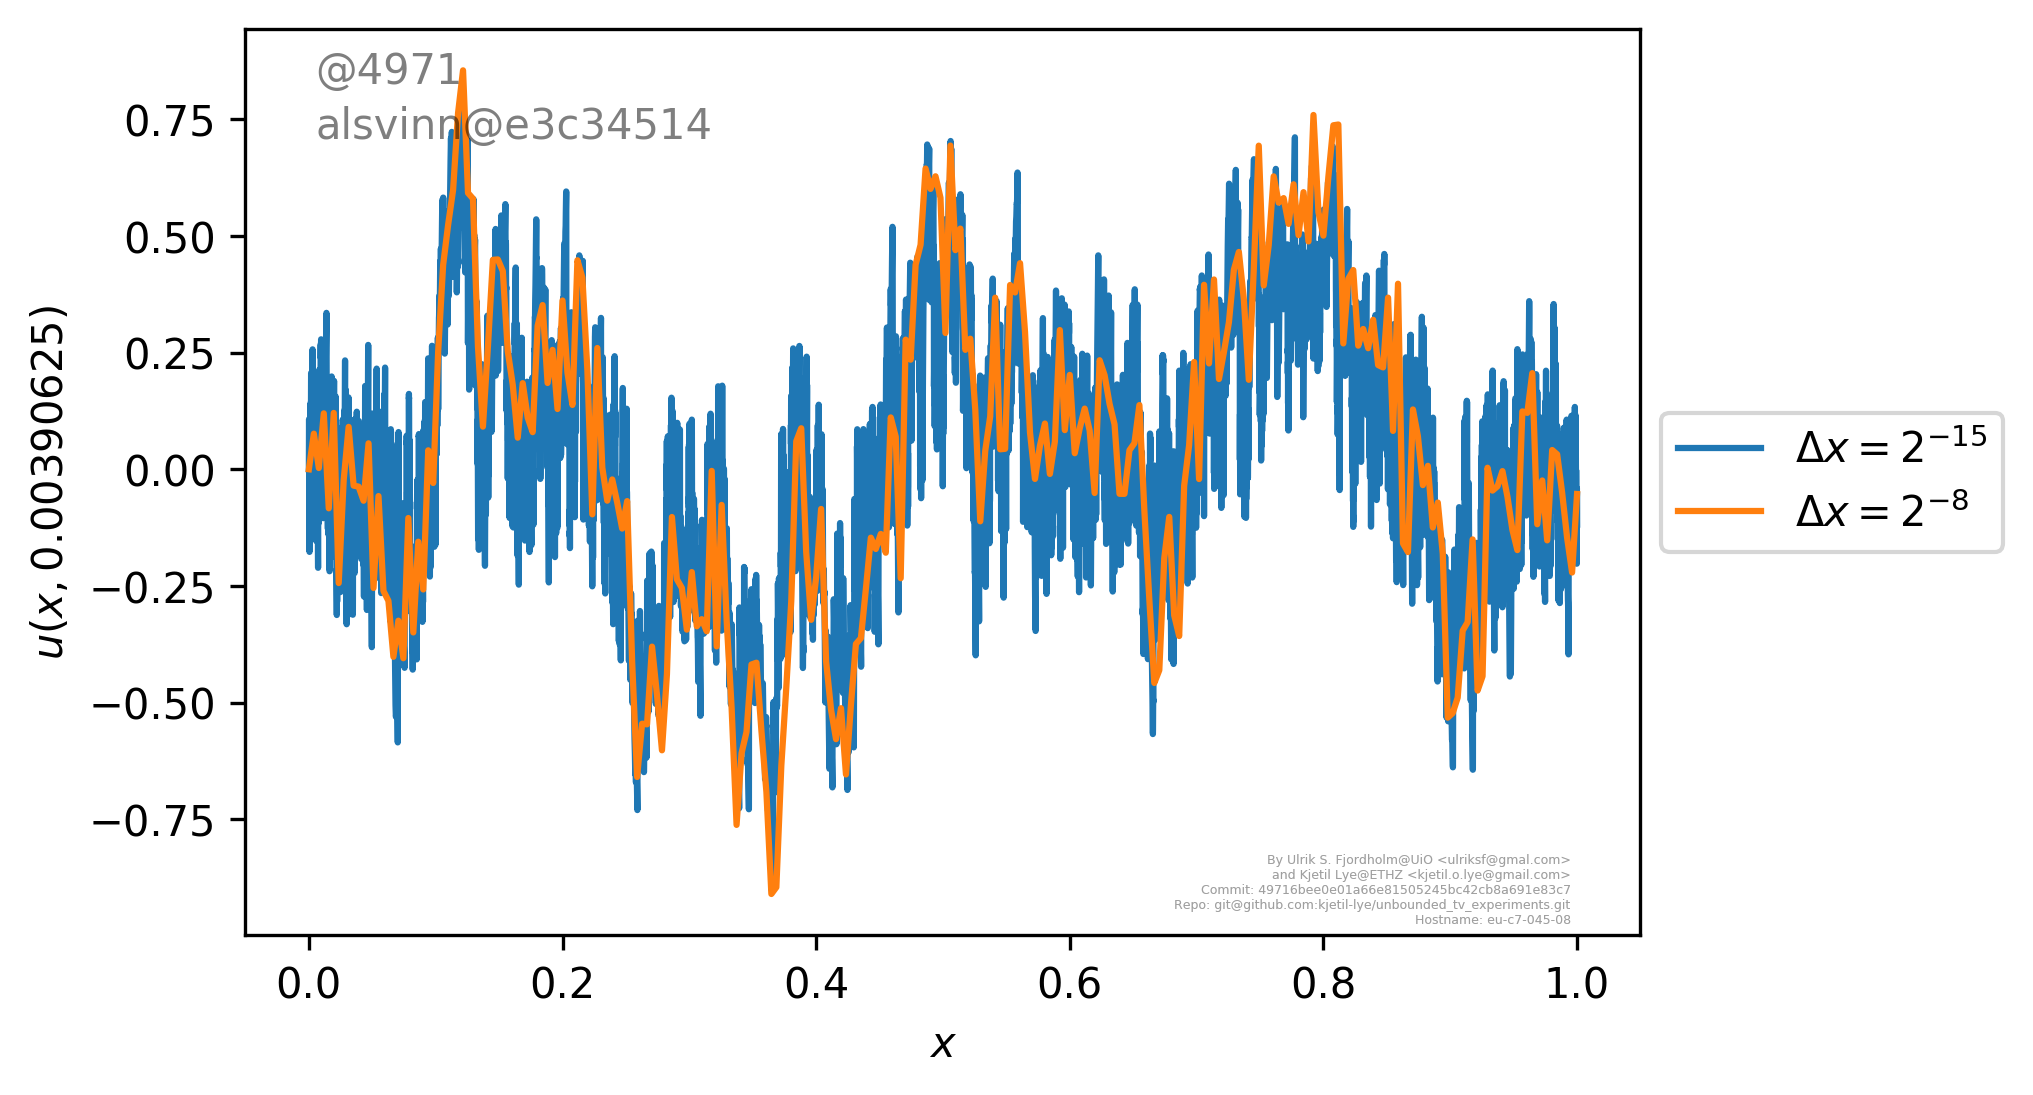 @4971
alsvinn@e3c34514
0.75
0.50
0.25
0.00
−0.25
−0.50
−0.75
u(x, 0.00390625)
0.0 0.2 0.4 0.6 0.8 1.0
x
Δx = 2⁻¹⁵
Δx = 2⁻⁸
By Ulrik S. Fjordholm@UiO <ulriksf@gmal.com>
and Kjetil Lye@ETHZ <kjetil.o.lye@gmail.com>
Commit: 49716bee0e01a66e81505245bc42cb8a691e83c7
Repo: git@github.com:kjetil-lye/unbounded_tv_experiments.git
Hostname: eu-c7-045-08